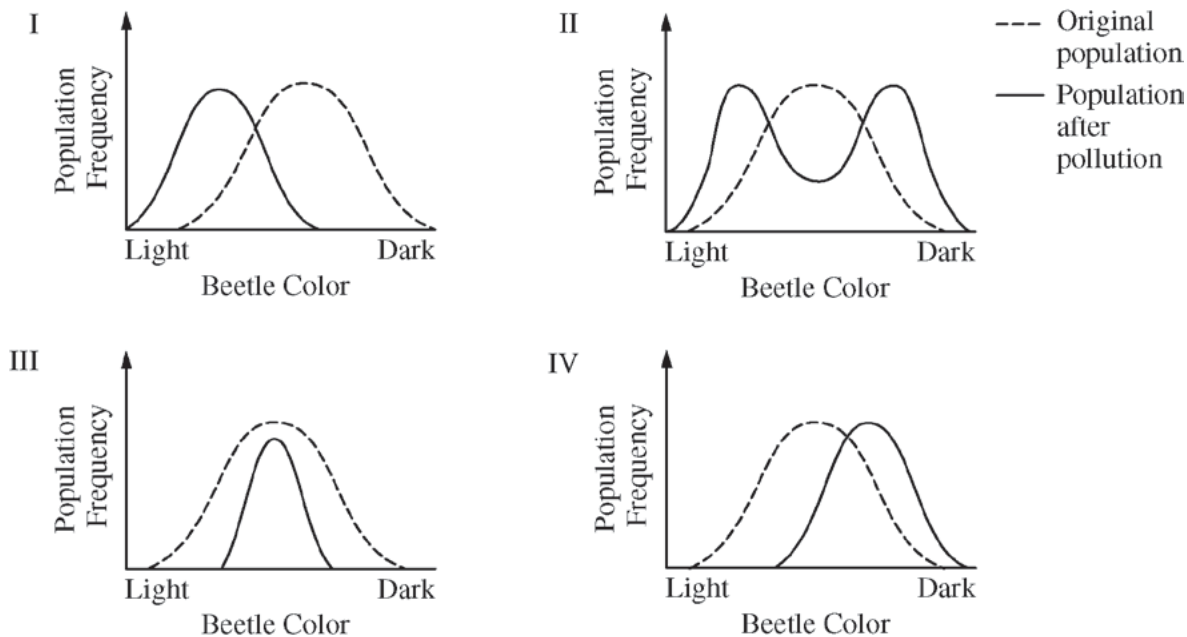 I
Population
Frequency
Light
Dark
Beetle Color
II
Population
Frequency
Light
Dark
Beetle Color
Original
population
Population
after
pollution
III
Population
Frequency
Light
Dark
Beetle Color
IV
Population
Frequency
Light
Dark
Beetle Color